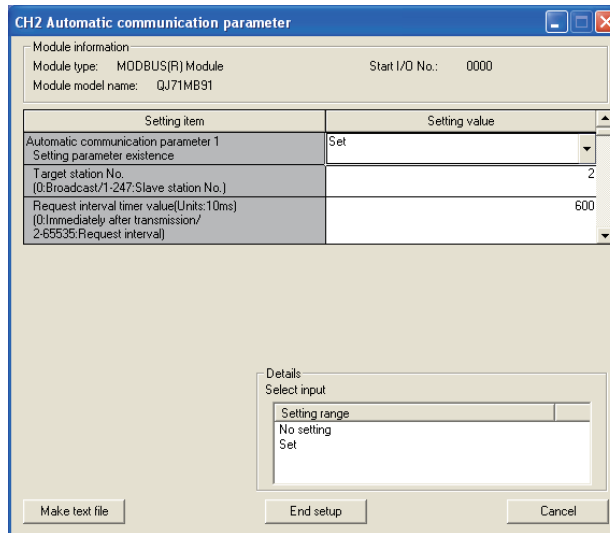 CH2 Automatic communication parameter
Module information
Module type: MODBUS(R) Module Start I/O No.: 0000
Module model name: QJ71MB91
Setting item Setting value
Automatic communication parameter 1 Set
Setting parameter existence
Target station No. 2
(0:Broadcast/1-247:Slave station No.)
Request interval timer value(Units:10ms) 600
(0:Immediately after transmission/
2-65535:Request interval)
Details
Select input
Setting range
No setting
Set
Make text file End setup Cancel